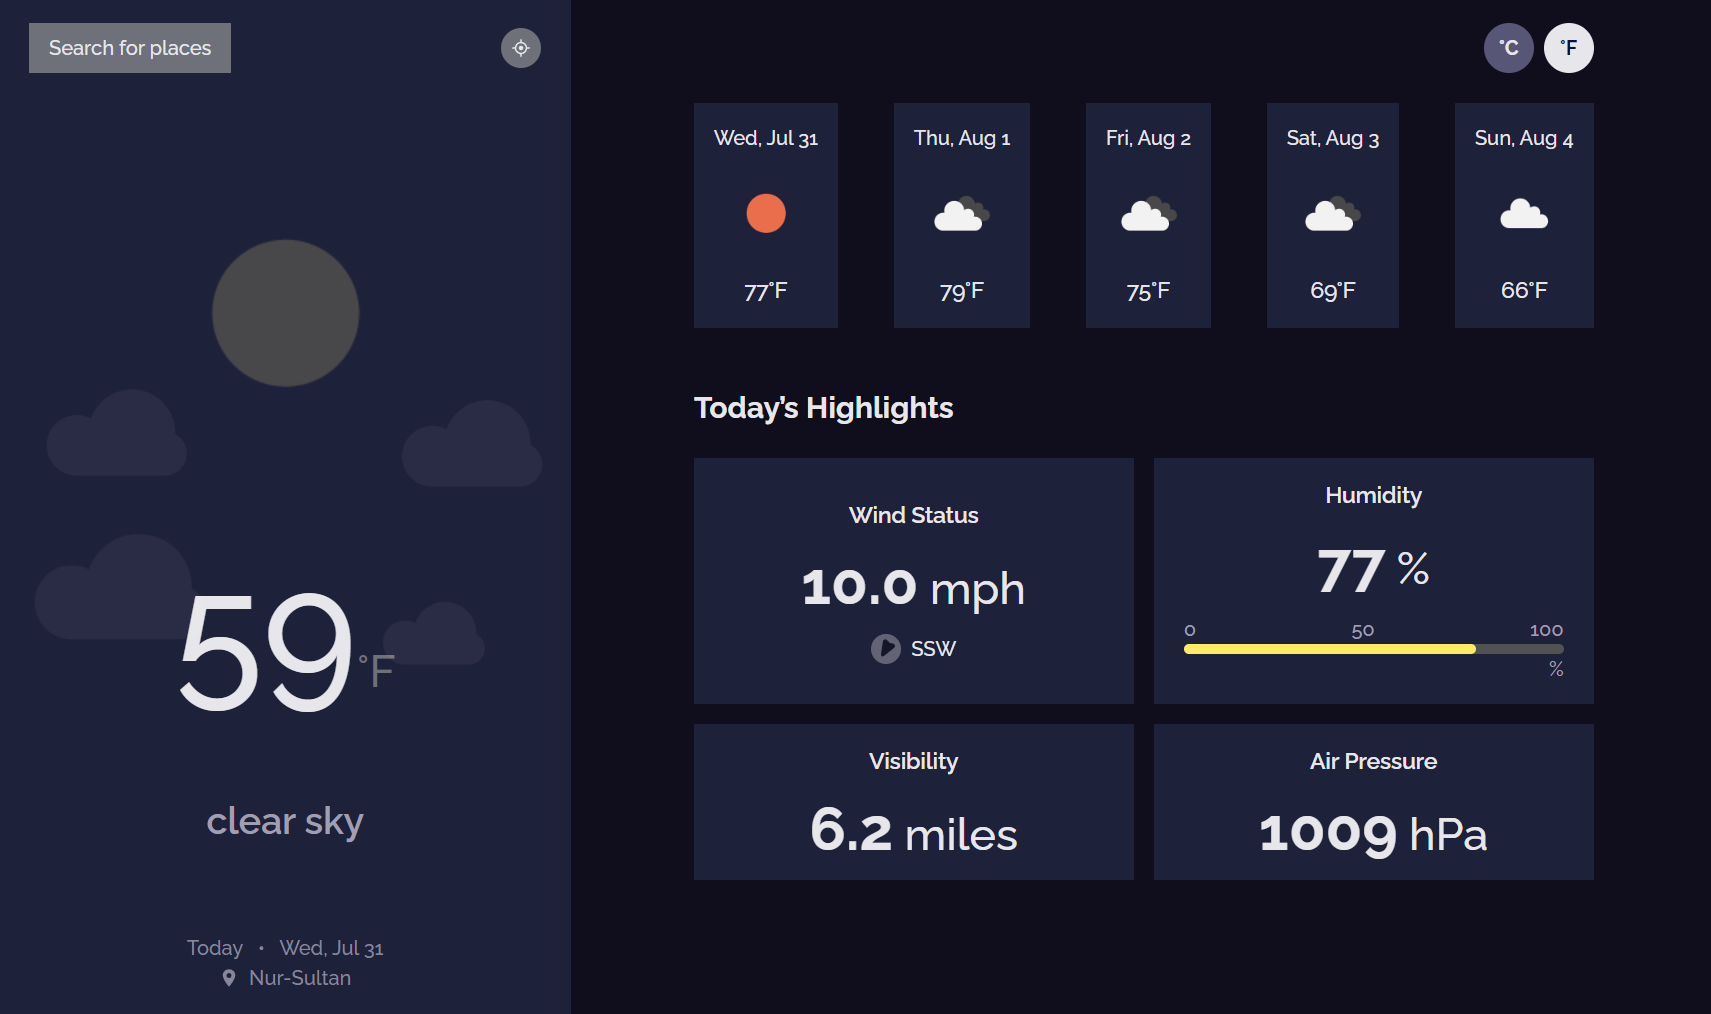 Search for places
59°F
clear sky
Today • Wed, Jul 31
Nur-Sultan
°C
°F
Wed, Jul 31
77°F
Thu, Aug 1
79°F
Fri, Aug 2
75°F
Sat, Aug 3
69°F
Sun, Aug 4
66°F
Today’s Highlights
Wind Status
10.0 mph
SSW
Humidity
77 %
0 50 100
%
Visibility
6.2 miles
Air Pressure
1009 hPa